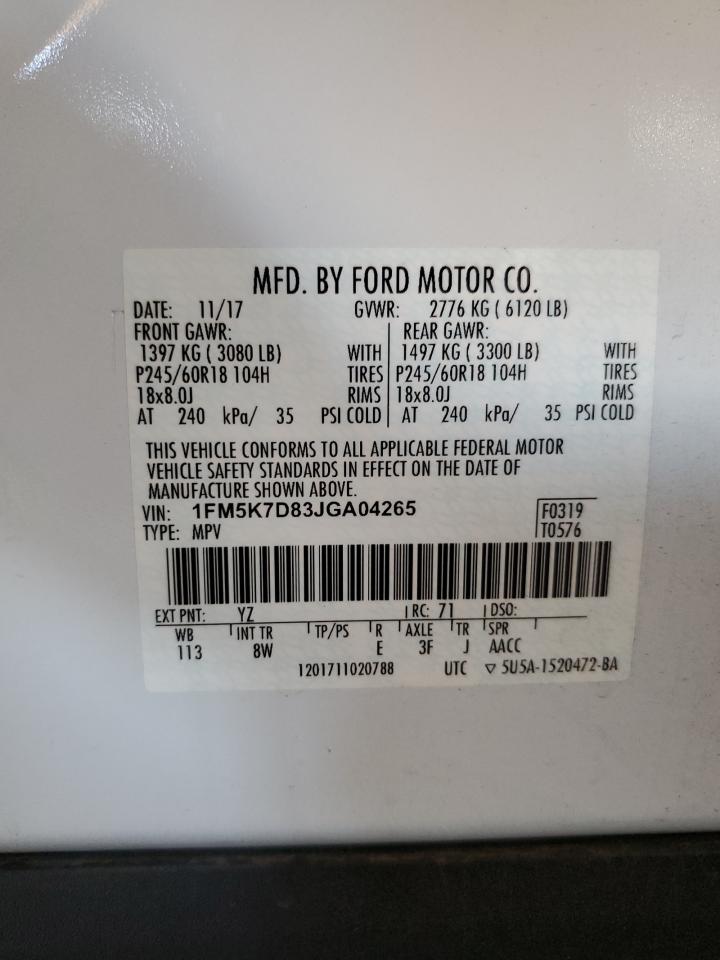 MFD. BY FORD MOTOR CO.
DATE: 11/17 GVWR: 2776 KG ( 6120 LB)
FRONT GAWR: REAR GAWR:
1397 KG ( 3080 LB) WITH 1497 KG ( 3300 LB) WITH
P245/60R18 104H TIRES P245/60R18 104H TIRES
18x8.0J RIMS 18x8.0J RIMS
AT 240 kPa/ 35 PSI COLD AT 240 kPa/ 35 PSI COLD
THIS VEHICLE CONFORMS TO ALL APPLICABLE FEDERAL MOTOR
VEHICLE SAFETY STANDARDS IN EFFECT ON THE DATE OF
MANUFACTURE SHOWN ABOVE.
VIN: 1FM5K7D83JGA04265 F0319
TYPE: MPV T0576
EXT PNT: YZ RC: 71 DSO:
WB INT TR TP/PS R AXLE TR SPR
113 8W E 3F J AACC
1201711020788 UTC ▽ 5U5A-1520472-BA